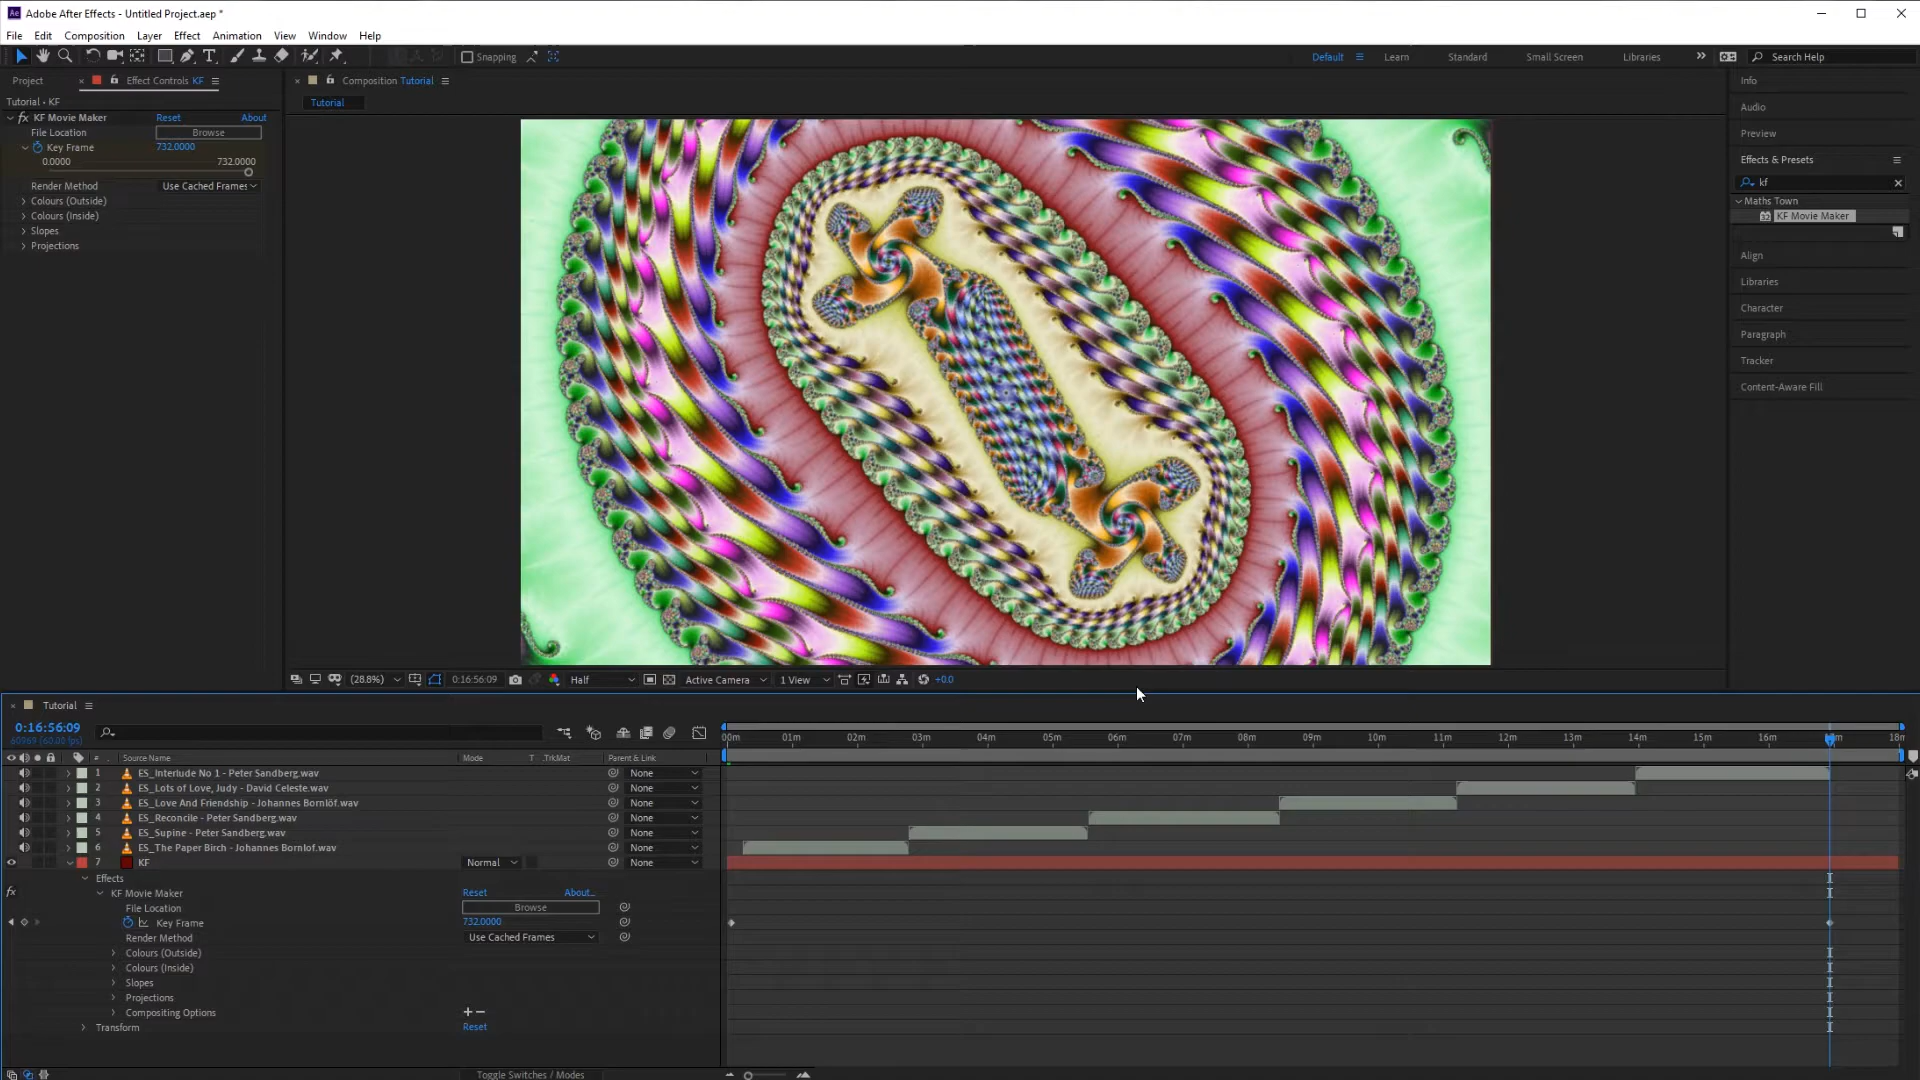 Ae Adobe After Effects - Untitled Project.aep *
File Edit Composition Layer Effect Animation View Window Help
Snapping Default Learn Standard Small Screen Libraries Search Help
Project Effect Controls KF
Tutorial • KF
fx KF Movie Maker Reset About
File Location Browse
Key Frame 732.0000
0.0000 732.0000
Render Method Use Cached Frames
Colours (Outside)
Colours (Inside)
Slopes
Projections
Composition Tutorial
Tutorial
(28.8%) 0:16:56:09 Half Active Camera 1 View +0.0
Info
Audio
Preview
Effects & Presets
kf
Maths Town
KF Movie Maker
Align
Libraries
Character
Paragraph
Tracker
Content-Aware Fill
Tutorial
0:16:56:09
60969 (60.00 fps)
00m 01m 02m 03m 04m 05m 06m 07m 08m 09m 10m 11m 12m 13m 14m 15m 16m 18m
# Source Name Mode T .TrkMat Parent & Link
1 ES_Interlude No 1 - Peter Sandberg.wav None
2 ES_Lots of Love, Judy - David Celeste.wav None
3 ES_Love And Friendship - Johannes Bornlöf.wav None
4 ES_Reconcile - Peter Sandberg.wav None
5 ES_Supine - Peter Sandberg.wav None
6 ES_The Paper Birch - Johannes Bornlof.wav None
7 KF Normal None
Effects
fx KF Movie Maker Reset About...
File Location Browse
Key Frame 732.0000
Render Method Use Cached Frames
Colours (Outside)
Colours (Inside)
Slopes
Projections
Compositing Options
Transform Reset
Toggle Switches / Modes